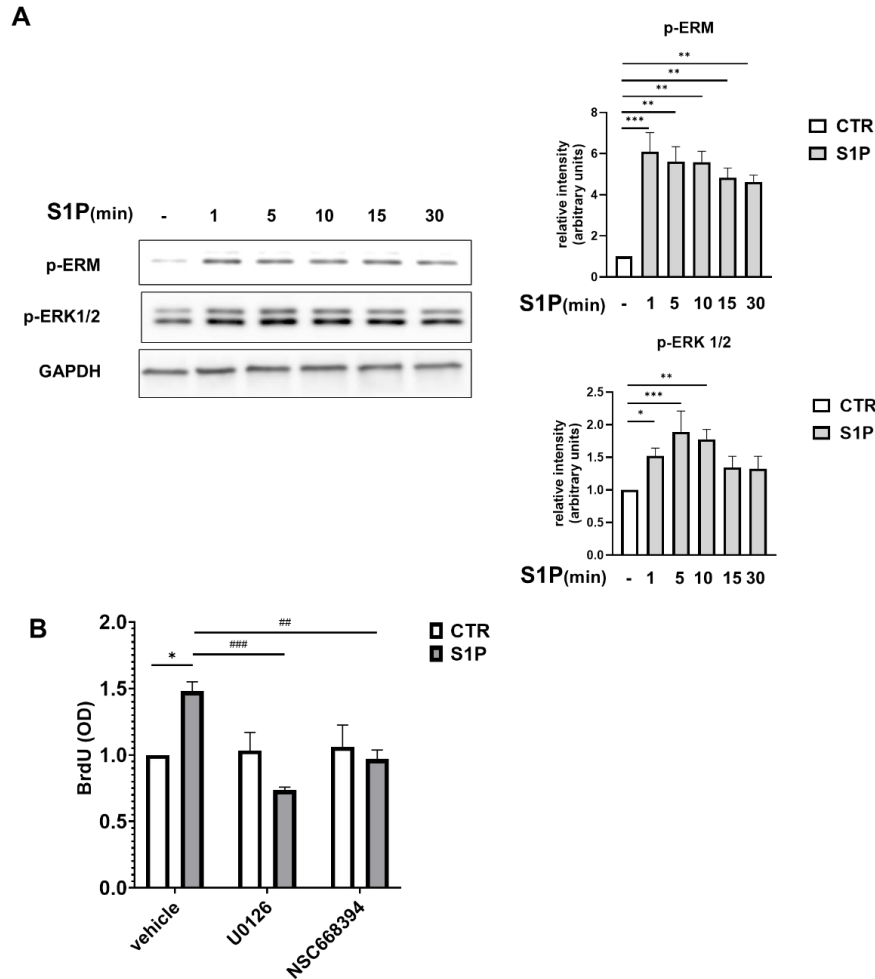 A
S1P(min) - 1 5 10 15 30
p-ERM
p-ERK1/2
GAPDH
p-ERM
**
**
**
**
***
8
6
4
2
0
relative intensity
(arbitrary units)
CTR
S1P
S1P(min) - 1 5 10 15 30
p-ERK 1/2
**
***
*
2.5
2.0
1.5
1.0
0.5
0.0
relative intensity
(arbitrary units)
CTR
S1P
S1P(min) - 1 5 10 15 30
B
##
###
*
2.0
1.5
1.0
0.5
0.0
BrdU (OD)
CTR
S1P
vehicle
U0126
NSC668394